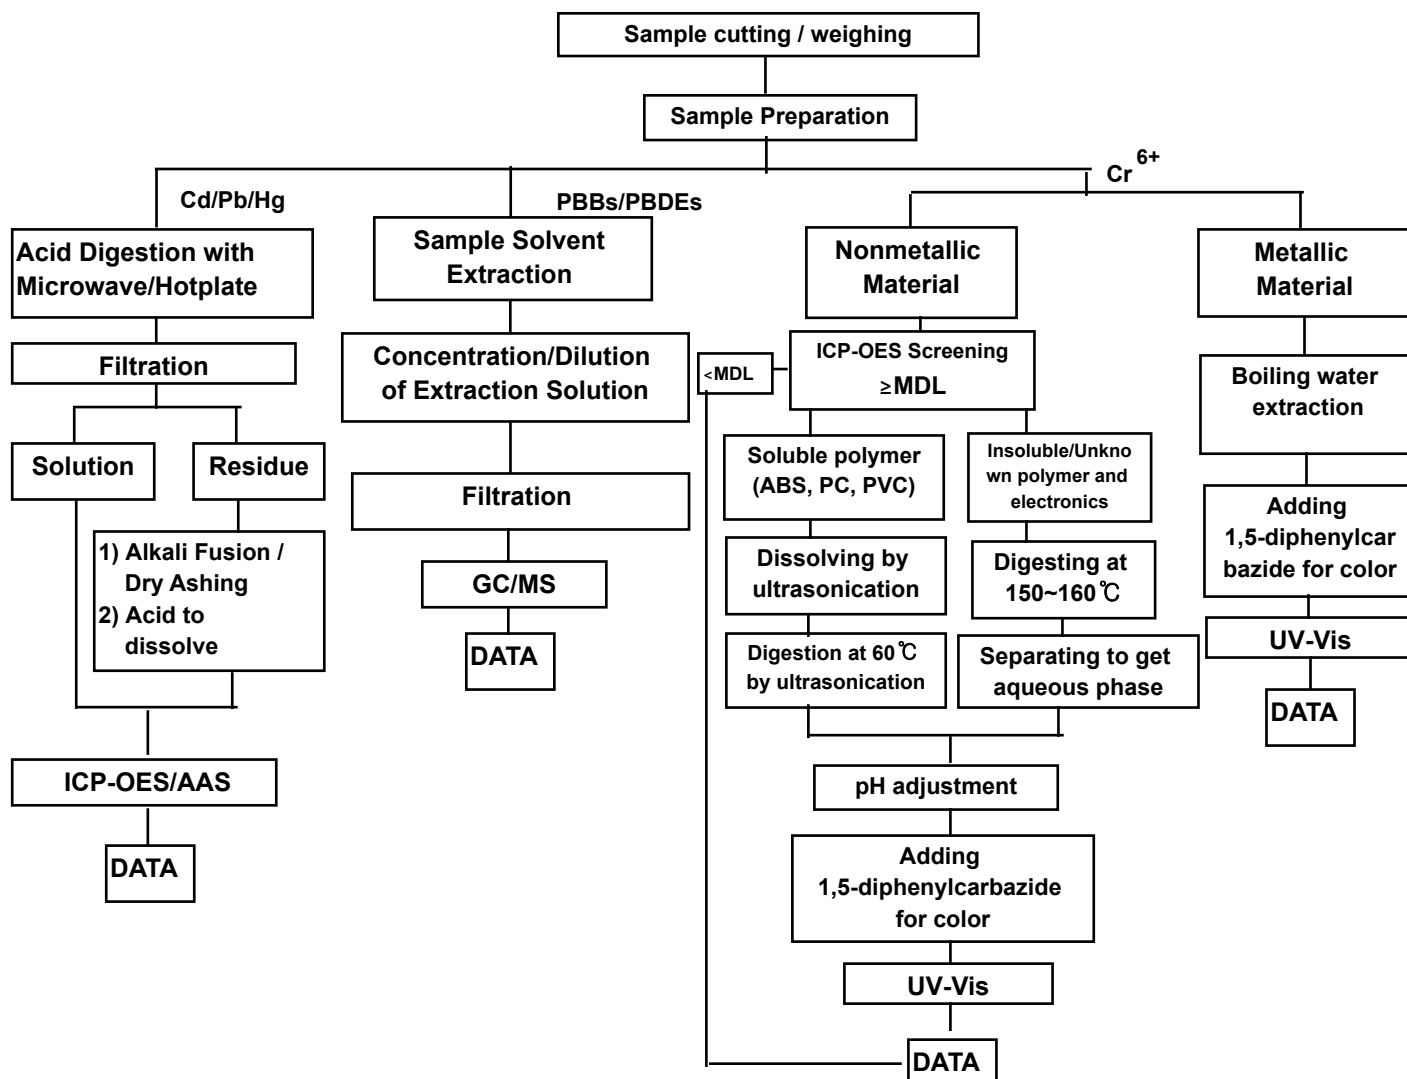 Sample cutting / weighing
Sample Preparation
Cr 6+
Cd/Pb/Hg
PBBs/PBDEs
Acid Digestion with
Microwave/Hotplate
Filtration
Solution
Residue
1) Alkali Fusion /
Dry Ashing
2) Acid to
dissolve
ICP-OES/AAS
DATA
Sample Solvent
Extraction
Concentration/Dilution
of Extraction Solution
Filtration
GC/MS
DATA
Nonmetallic
Material
ICP-OES Screening
≥MDL
<MDL
Soluble polymer
(ABS, PC, PVC)
Dissolving by
ultrasonication
Digestion at 60℃
by ultrasonication
Insoluble/Unkno
wn polymer and
electronics
Digesting at
150~160℃
Separating to get
aqueous phase
pH adjustment
Adding
1,5-diphenylcarbazide
for color
UV-Vis
DATA
Metallic
Material
Boiling water
extraction
Adding
1,5-diphenylcar
bazide for color
UV-Vis
DATA